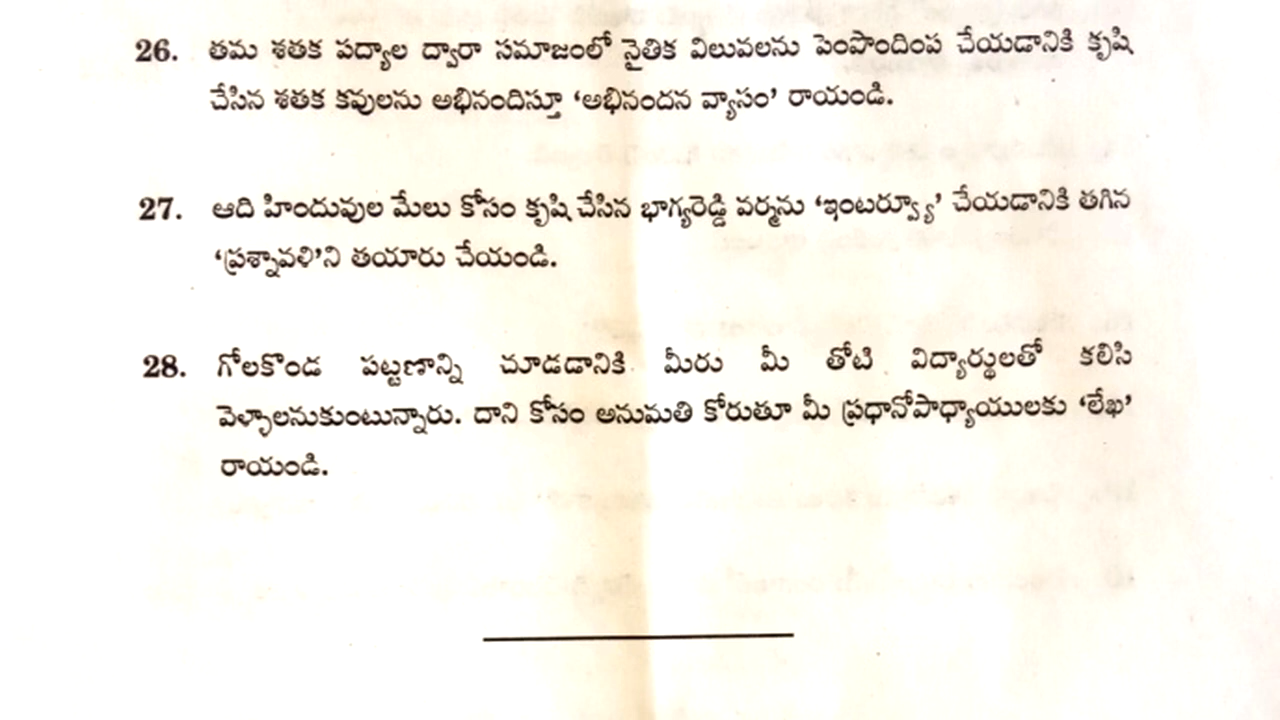 26. తమ శతక పద్యాల ద్వారా సమాజంలో నైతిక విలువలను పెంపొందింప చేయడానికి కృషి
చేసిన శతక కవులను అభినందిస్తూ ‘అభినందన వ్యాసం’ రాయండి.
27. ఆది హిందువుల మేలు కోసం కృషి చేసిన భాగ్యరెడ్డి వర్మను ‘ఇంటర్వ్యూ’ చేయడానికి తగిన
‘ప్రశ్నావళి’ని తయారు చేయండి.
28. గోలకొండ పట్టణాన్ని చూడడానికి మీరు మీ తోటి విద్యార్థులతో కలిసి
వెళ్ళాలనుకుంటున్నారు. దాని కోసం అనుమతి కోరుతూ మీ ప్రధానోపాధ్యాయులకు ‘లేఖ’
రాయండి.